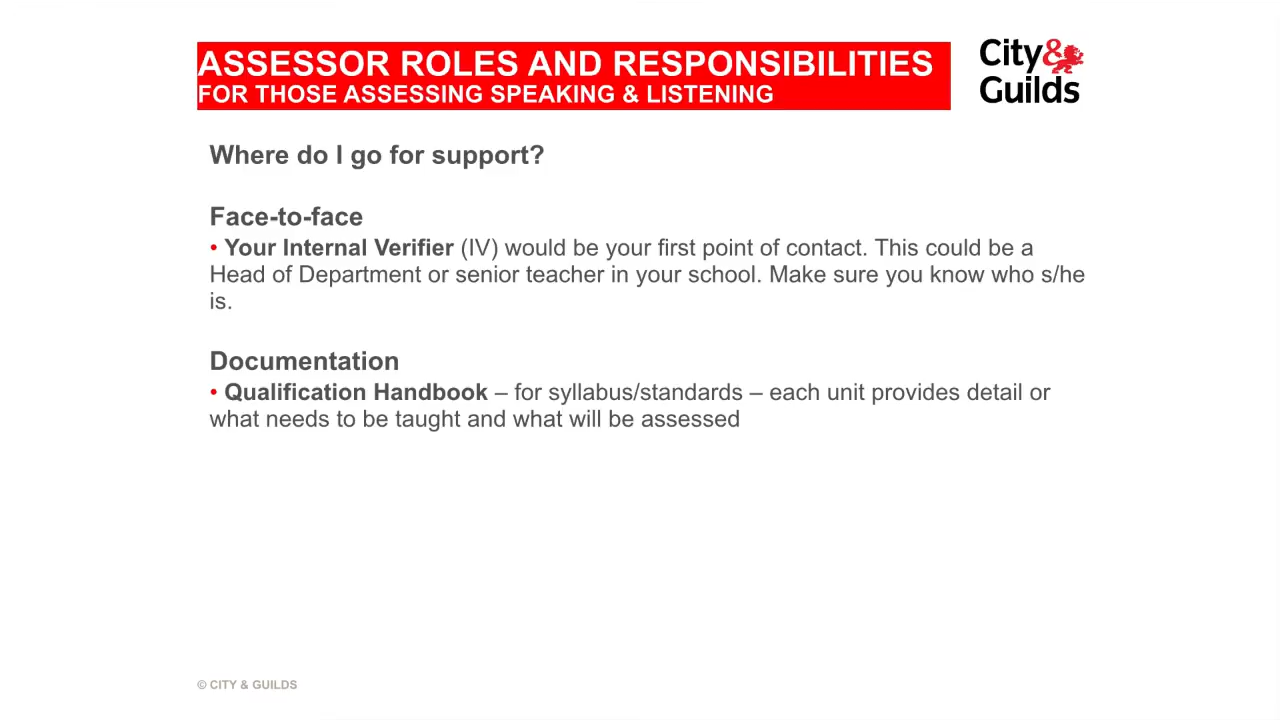 ASSESSOR ROLES AND RESPONSIBILITIES
FOR THOSE ASSESSING SPEAKING & LISTENING
City&
Guilds
Where do I go for support?
Face-to-face
• Your Internal Verifier (IV) would be your first point of contact. This could be a
Head of Department or senior teacher in your school. Make sure you know who s/he
is.
Documentation
• Qualification Handbook – for syllabus/standards – each unit provides detail or
what needs to be taught and what will be assessed
© CITY & GUILDS